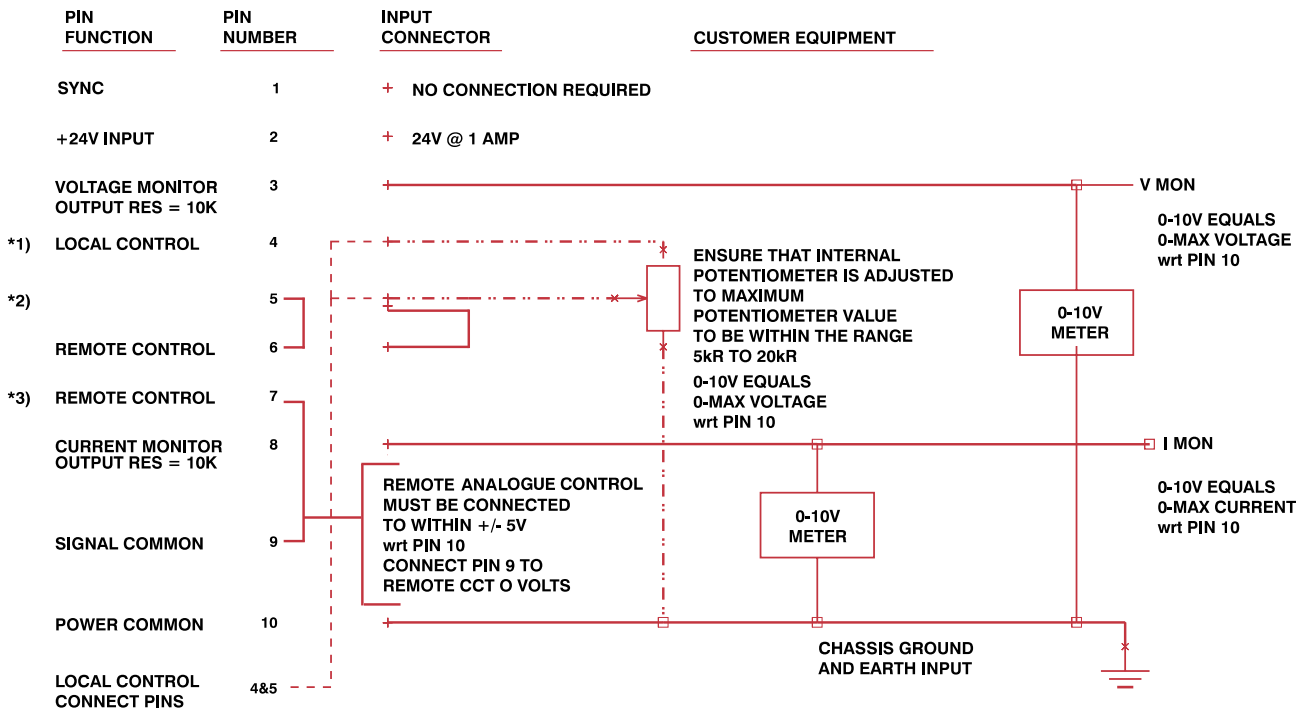 PIN
FUNCTION
PIN
NUMBER
INPUT
CONNECTOR
CUSTOMER EQUIPMENT
SYNC
1
NO CONNECTION REQUIRED
+24V INPUT
2
24V @ 1 AMP
VOLTAGE MONITOR
OUTPUT RES = 10K
3
V MON
0-10V EQUALS
0-MAX VOLTAGE
wrt PIN 10
*1)
LOCAL CONTROL
4
ENSURE THAT INTERNAL
POTENTIOMETER IS ADJUSTED
TO MAXIMUM
POTENTIOMETER VALUE
TO BE WITHIN THE RANGE
5kR TO 20kR
0-10V EQUALS
0-MAX VOLTAGE
wrt PIN 10
0-10V
METER
*2)
5
REMOTE CONTROL
6
*3)
REMOTE CONTROL
7
CURRENT MONITOR
OUTPUT RES = 10K
8
I MON
0-10V EQUALS
0-MAX CURRENT
wrt PIN 10
REMOTE ANALOGUE CONTROL
MUST BE CONNECTED
TO WITHIN +/- 5V
wrt PIN 10
CONNECT PIN 9 TO
REMOTE CCT O VOLTS
0-10V
METER
SIGNAL COMMON
9
POWER COMMON
10
CHASSIS GROUND
AND EARTH INPUT
LOCAL CONTROL
CONNECT PINS
4&5